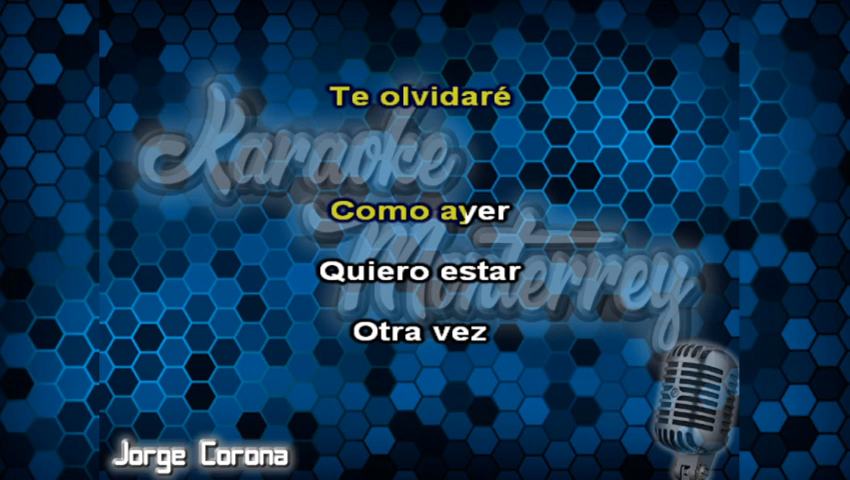 Te olvidaré
Karaoke
Como ayer
Monterrey
Quiero estar
Otra vez
Jorge Corona